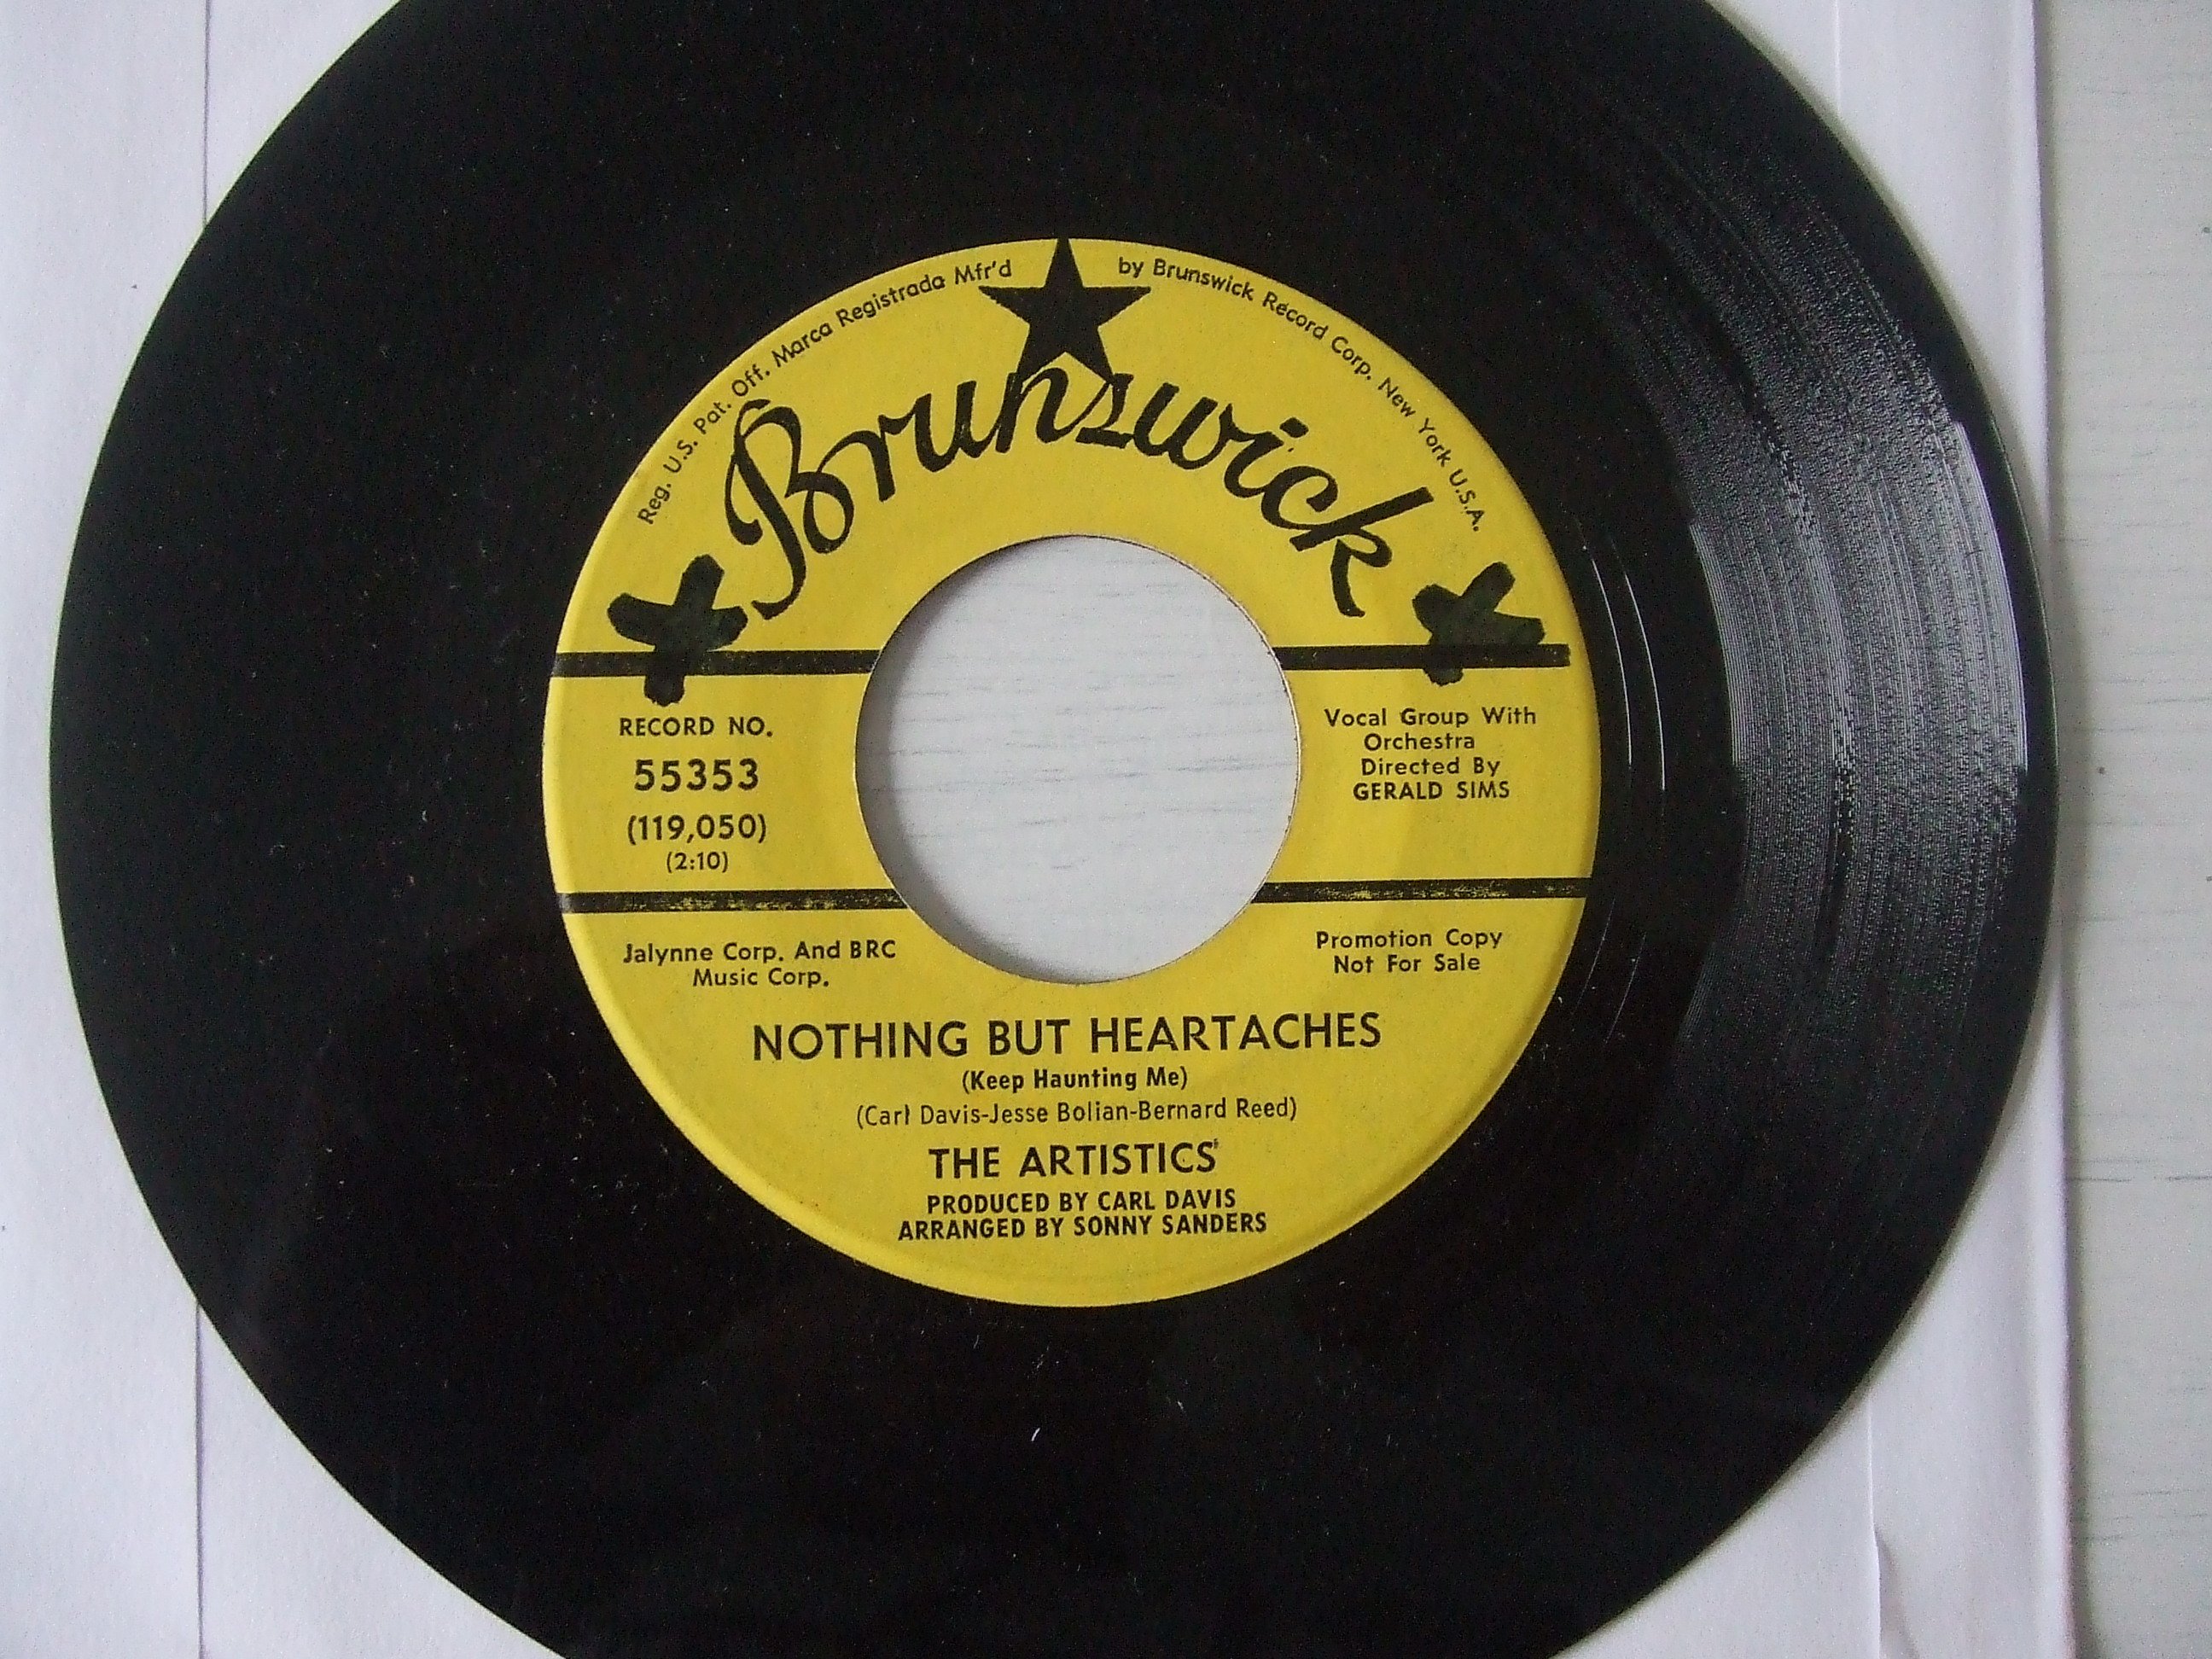 Reg. U.S. Pat. Off. Marca Registrada Mfr'd by Brunswick Record Corp. New York U.S.A.
Brunswick
RECORD NO.
55353
(119,050)
(2:10)
Vocal Group With
Orchestra
Directed By
GERALD SIMS
Jalynne Corp. And BRC
Music Corp.
Promotion Copy
Not For Sale
NOTHING BUT HEARTACHES
(Keep Haunting Me)
(Carl Davis-Jesse Bolian-Bernard Reed)
THE ARTISTICS
PRODUCED BY CARL DAVIS
ARRANGED BY SONNY SANDERS